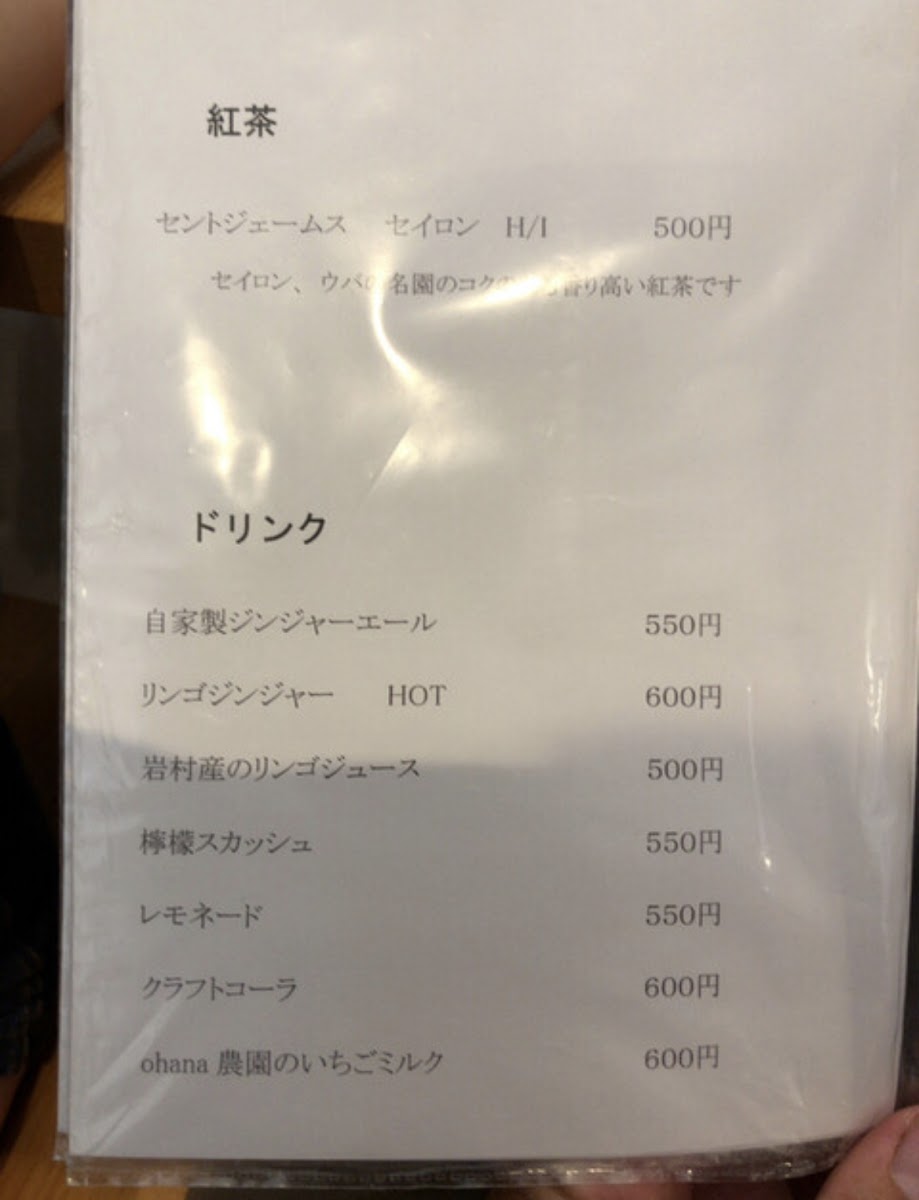 紅茶
セントジェームス セイロン H/I 500円
セイロン、ウバの名園のコクの 香り高い紅茶です
ドリンク
自家製ジンジャーエール 550円
リンゴジンジャー HOT 600円
岩村産のリンゴジュース 500円
檸檬スカッシュ 550円
レモネード 550円
クラフトコーラ 600円
ohana 農園のいちごミルク 600円